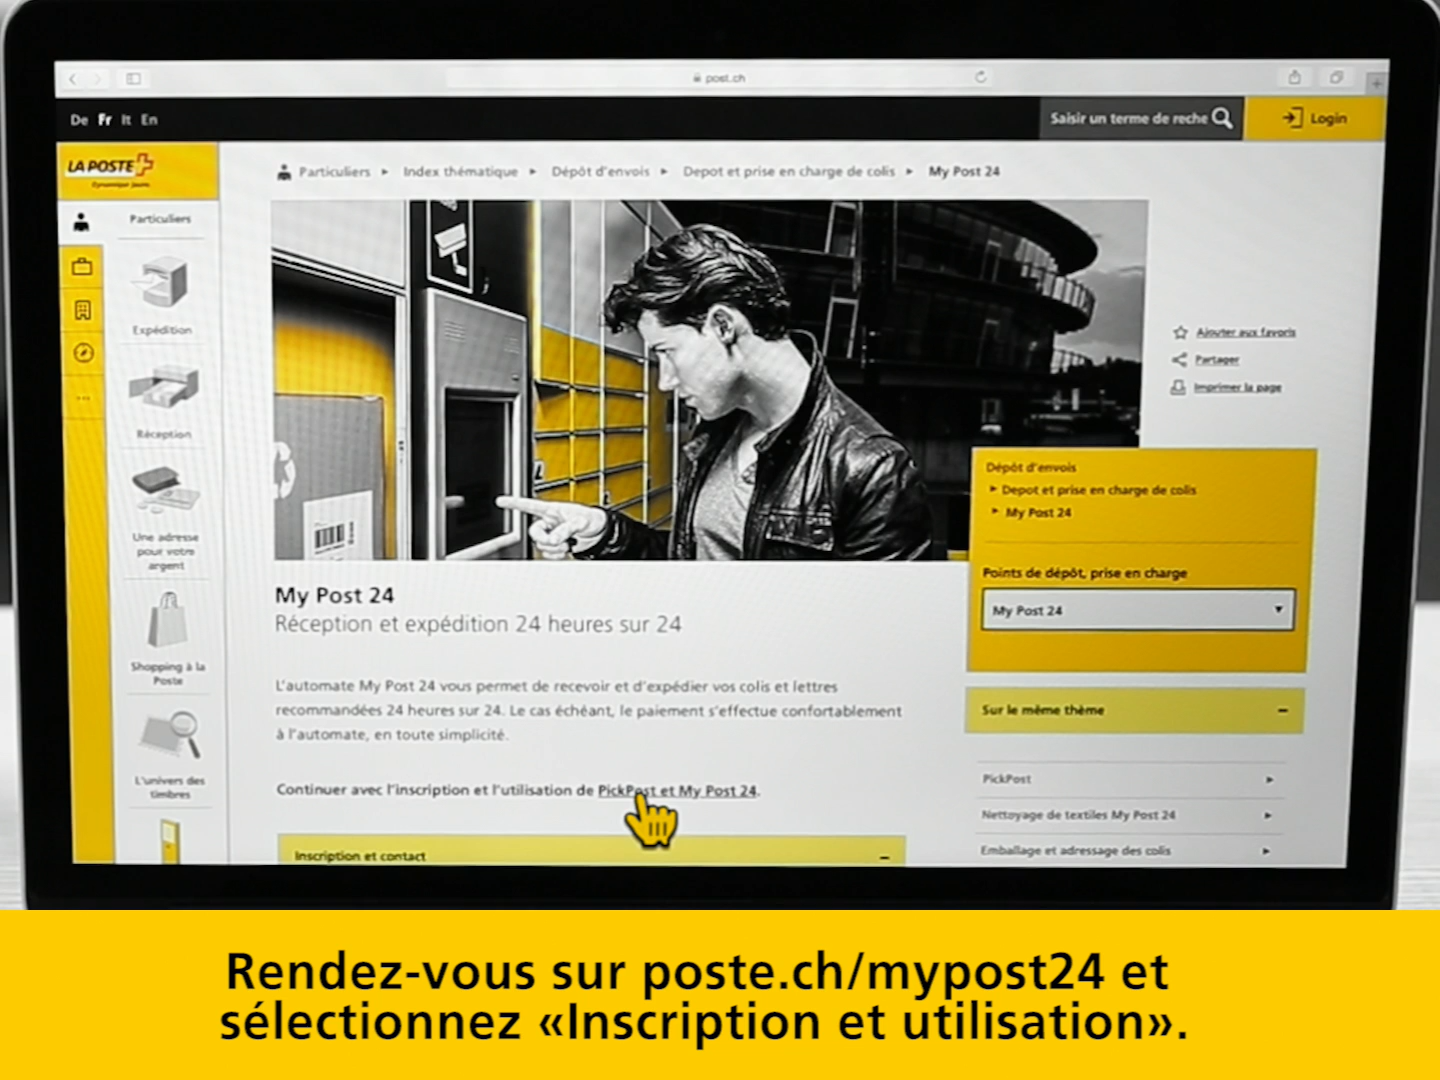 post.ch
De Fr It En
Saisir un terme de reche
Login
LA POSTE
Dynamique jaune.
Particuliers ▸ Index thématique ▸ Dépôt d'envois ▸ Depot et prise en charge de colis ▸ My Post 24
Particuliers
Expédition
Réception
Une adresse
pour votre
argent
Shopping à la
Poste
L'univers des
timbres
Ajouter aux favoris
Partager
Imprimer la page
Dépôt d'envois
▸ Depot et prise en charge de colis
▸ My Post 24
Points de dépôt, prise en charge
My Post 24
My Post 24
Réception et expédition 24 heures sur 24
L'automate My Post 24 vous permet de recevoir et d'expédier vos colis et lettres
recommandées 24 heures sur 24. Le cas échéant, le paiement s'effectue confortablement
à l'automate, en toute simplicité.
Continuer avec l'inscription et l'utilisation de PickPost et My Post 24.
Inscription et contact
Sur le même thème
PickPost
Nettoyage de textiles My Post 24
Emballage et adressage des colis
Rendez-vous sur poste.ch/mypost24 et
sélectionnez «Inscription et utilisation».